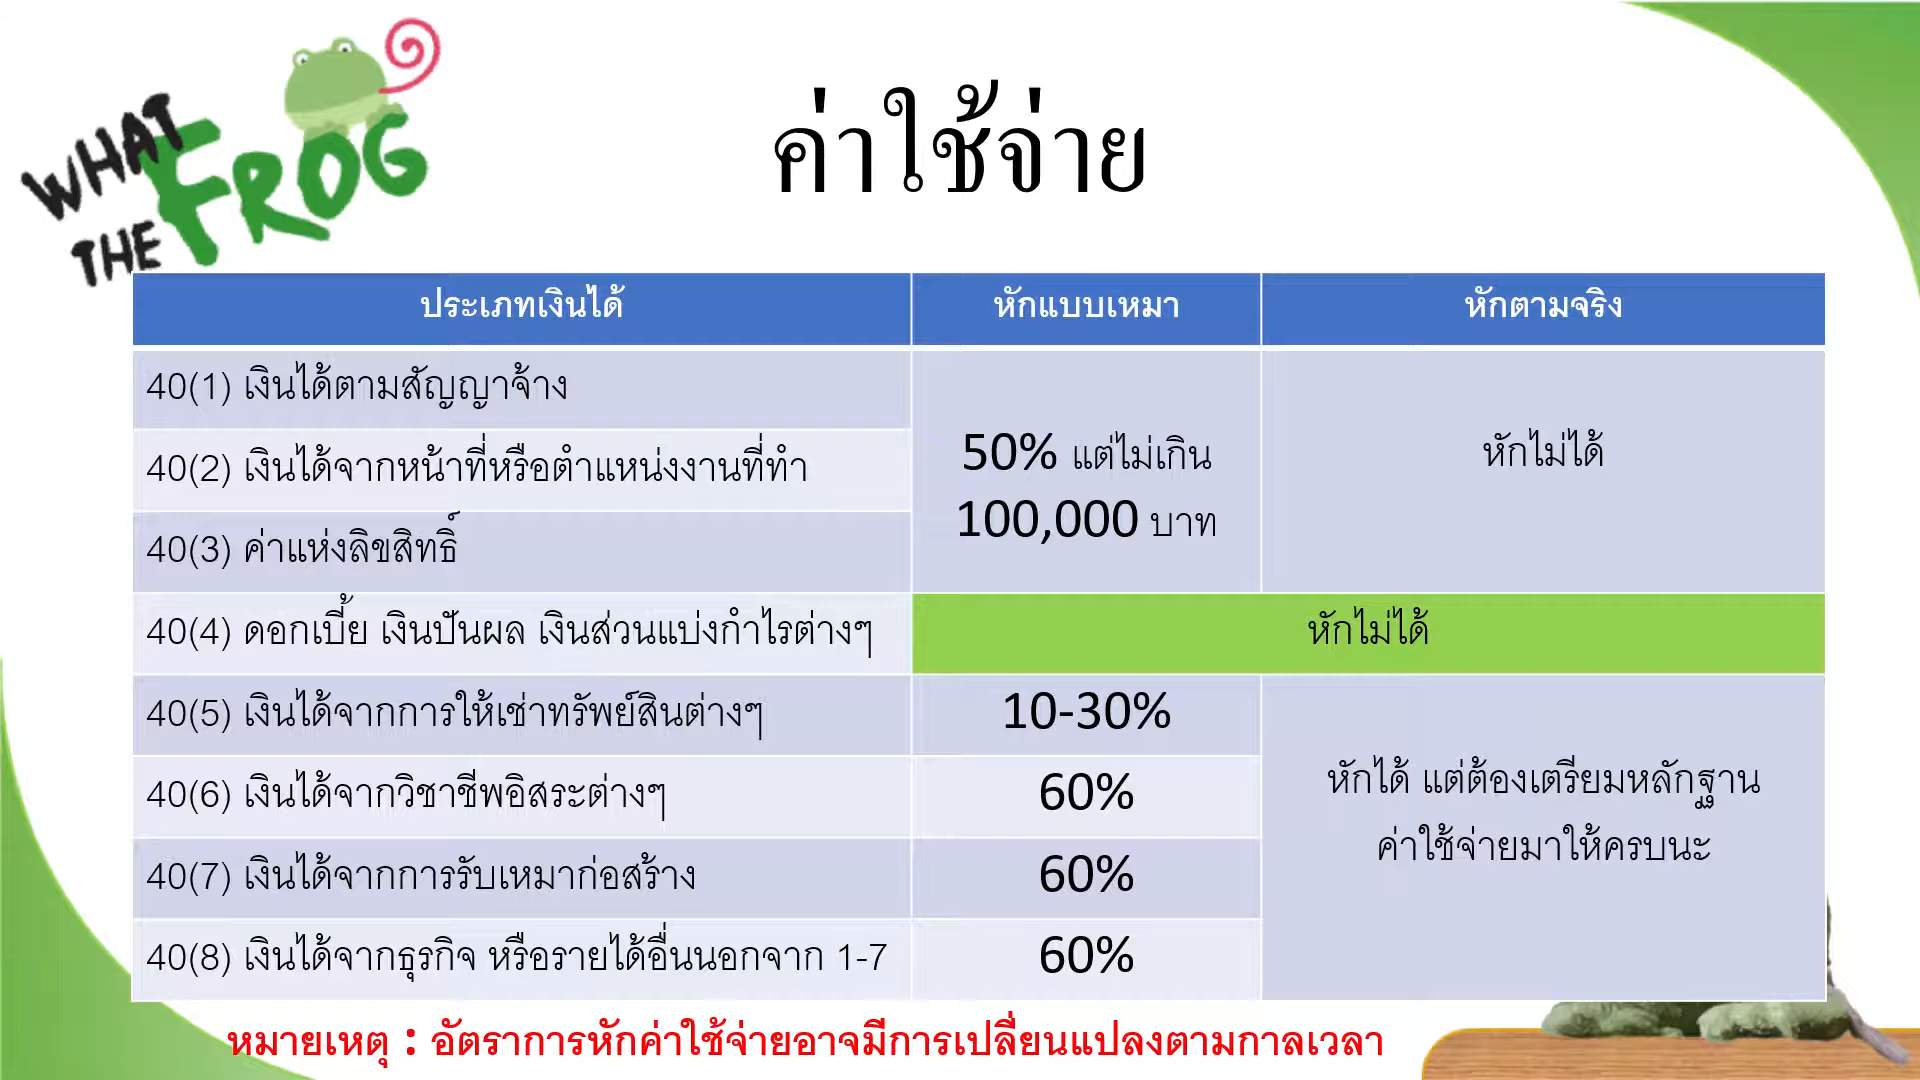 WHAT
THE FROG
ค่าใช้จ่าย
ประเภทเงินได้ หักแบบเหมา หักตามจริง
40(1) เงินได้ตามสัญญาจ้าง
40(2) เงินได้จากหน้าที่หรือตำแหน่งงานที่ทำ
40(3) ค่าแห่งลิขสิทธิ์
50% แต่ไม่เกิน
100,000 บาท
หักไม่ได้
40(4) ดอกเบี้ย เงินปันผล เงินส่วนแบ่งกำไรต่างๆ หักไม่ได้
40(5) เงินได้จากการให้เช่าทรัพย์สินต่างๆ 10-30%
40(6) เงินได้จากวิชาชีพอิสระต่างๆ 60%
40(7) เงินได้จากการรับเหมาก่อสร้าง 60%
40(8) เงินได้จากธุรกิจ หรือรายได้อื่นนอกจาก 1-7 60%
หักได้ แต่ต้องเตรียมหลักฐาน
ค่าใช้จ่ายมาให้ครบนะ
หมายเหตุ : อัตราการหักค่าใช้จ่ายอาจมีการเปลี่ยนแปลงตามกาลเวลา